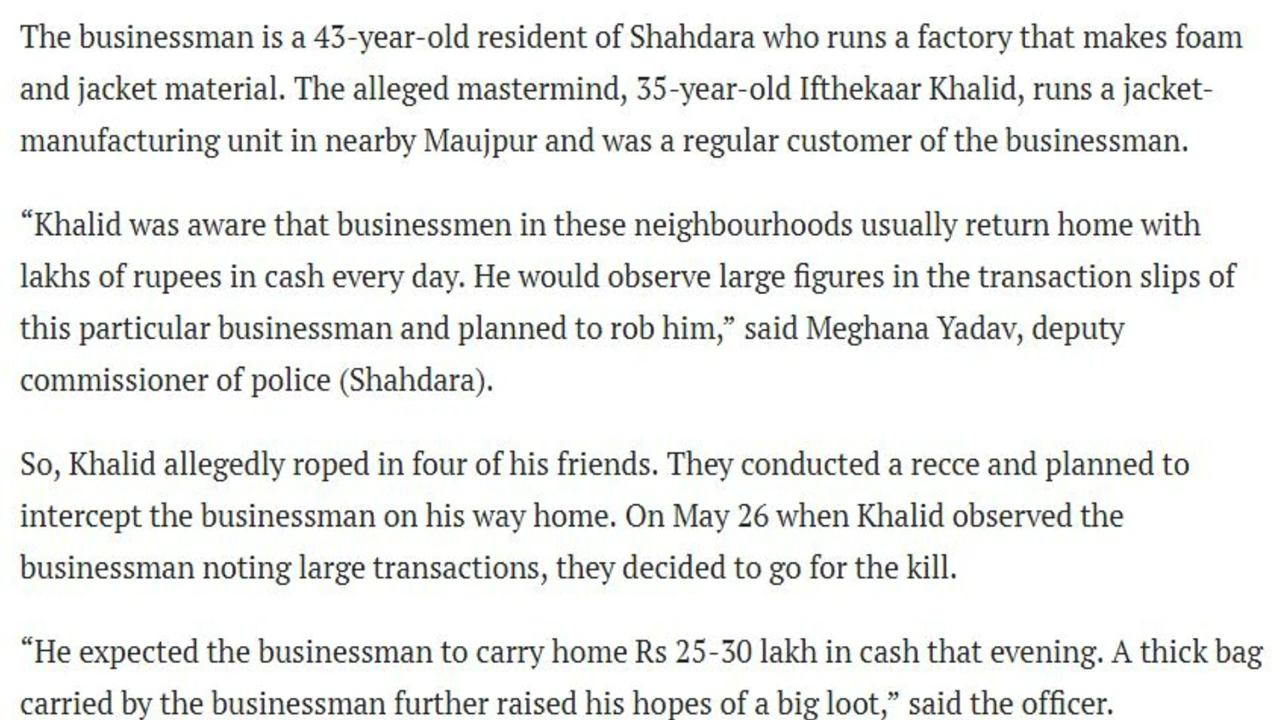 The businessman is a 43-year-old resident of Shahdara who runs a factory that makes foam
and jacket material. The alleged mastermind, 35-year-old Ifthekaar Khalid, runs a jacket-
manufacturing unit in nearby Maujpur and was a regular customer of the businessman.
“Khalid was aware that businessmen in these neighbourhoods usually return home with
lakhs of rupees in cash every day. He would observe large figures in the transaction slips of
this particular businessman and planned to rob him,” said Meghana Yadav, deputy
commissioner of police (Shahdara).
So, Khalid allegedly roped in four of his friends. They conducted a recce and planned to
intercept the businessman on his way home. On May 26 when Khalid observed the
businessman noting large transactions, they decided to go for the kill.
“He expected the businessman to carry home Rs 25-30 lakh in cash that evening. A thick bag
carried by the businessman further raised his hopes of a big loot,” said the officer.